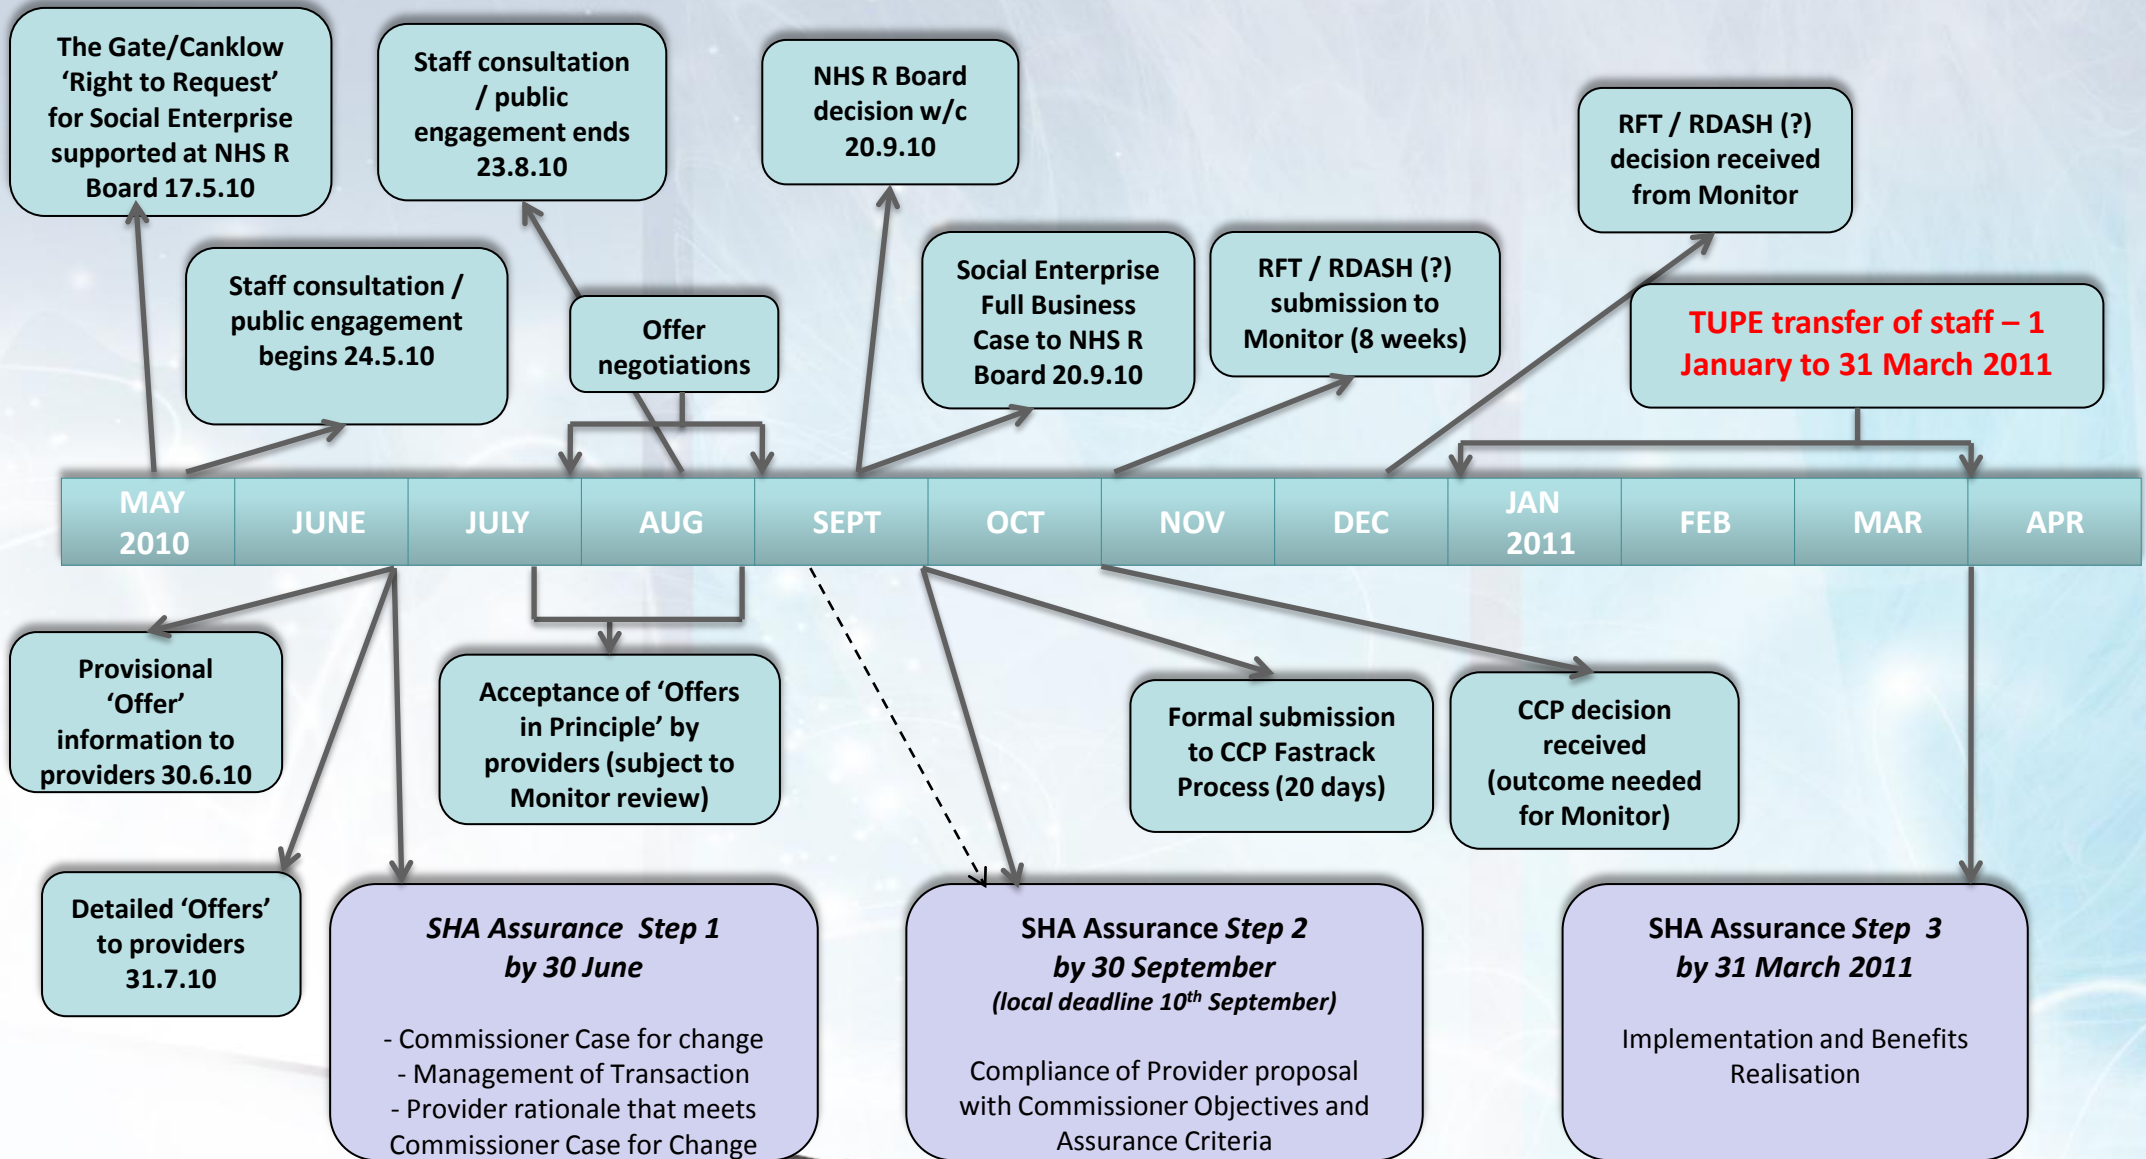 The Gate/Canklow
‘Right to Request’
for Social Enterprise
supported at NHS R
Board 17.5.10
Staff consultation
/ public
engagement ends
23.8.10
NHS R Board
decision w/c
20.9.10
RFT / RDASH (?)
decision received
from Monitor
Staff consultation /
public engagement
begins 24.5.10
Offer
negotiations
Social Enterprise
Full Business
Case to NHS R
Board 20.9.10
RFT / RDASH (?)
submission to
Monitor (8 weeks)
TUPE transfer of staff – 1
January to 31 March 2011
MAY
2010
JUNE
JULY
AUG
SEPT
OCT
NOV
DEC
JAN
2011
FEB
MAR
APR
Provisional
‘Offer’
information to
providers 30.6.10
Acceptance of ‘Offers
in Principle’ by
providers (subject to
Monitor review)
Formal submission
to CCP Fastrack
Process (20 days)
CCP decision
received
(outcome needed
for Monitor)
Detailed ‘Offers’
to providers
31.7.10
SHA Assurance Step 1
by 30 June
- Commissioner Case for change
- Management of Transaction
- Provider rationale that meets
Commissioner Case for Change
SHA Assurance Step 2
by 30 September
(local deadline 10th September)
Compliance of Provider proposal
with Commissioner Objectives and
Assurance Criteria
SHA Assurance Step 3
by 31 March 2011
Implementation and Benefits
Realisation